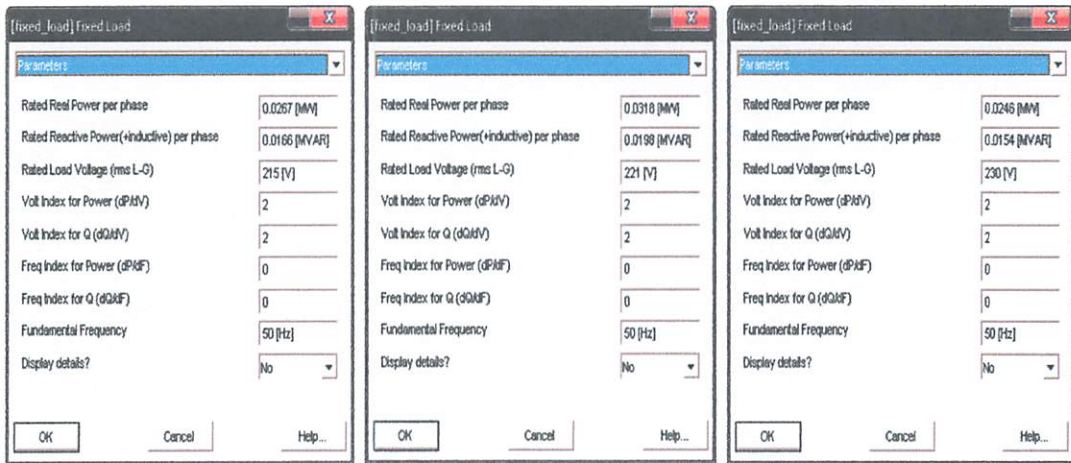 [fixed_load] Fixed Load
Parameters
Rated Real Power per phase 0.0267 [MW]
Rated Reactive Power(+inductive) per phase 0.0166 [MVAR]
Rated Load Voltage (rms L-G) 215 [V]
Volt Index for Power (dP/dV) 2
Volt Index for Q (dQ/dV) 2
Freq Index for Power (dP/dF) 0
Freq Index for Q (dQ/dF) 0
Fundamental Frequency 50 [Hz]
Display details? No
OK Cancel Help...
[fixed_load] Fixed Load
Parameters
Rated Real Power per phase 0.0318 [MW]
Rated Reactive Power(+inductive) per phase 0.0198 [MVAR]
Rated Load Voltage (rms L-G) 221 [V]
Volt Index for Power (dP/dV) 2
Volt Index for Q (dQ/dV) 2
Freq Index for Power (dP/dF) 0
Freq Index for Q (dQ/dF) 0
Fundamental Frequency 50 [Hz]
Display details? No
OK Cancel Help...
[fixed_load] Fixed Load
Parameters
Rated Real Power per phase 0.0246 [MW]
Rated Reactive Power(+inductive) per phase 0.0154 [MVAR]
Rated Load Voltage (rms L-G) 230 [V]
Volt Index for Power (dP/dV) 2
Volt Index for Q (dQ/dV) 2
Freq Index for Power (dP/dF) 0
Freq Index for Q (dQ/dF) 0
Fundamental Frequency 50 [Hz]
Display details? No
OK Cancel Help...